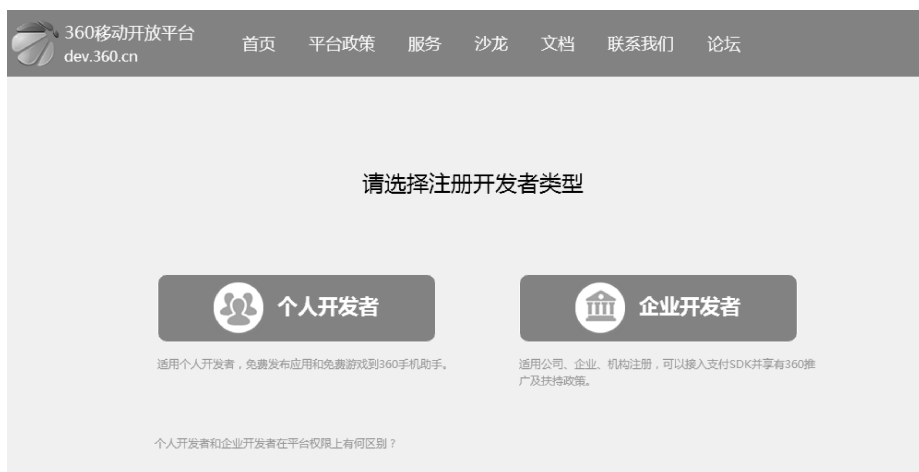 360移动开放平台
dev.360.cn
首页 平台政策 服务 沙龙 文档 联系我们 论坛
请选择注册开发者类型
个人开发者 企业开发者
适用个人开发者，免费发布应用和免费游戏到360手机助手。
适用公司、企业、机构注册，可以接入支付SDK并享有360推
广及扶持政策。
个人开发者和企业开发者在平台权限上有何区别？